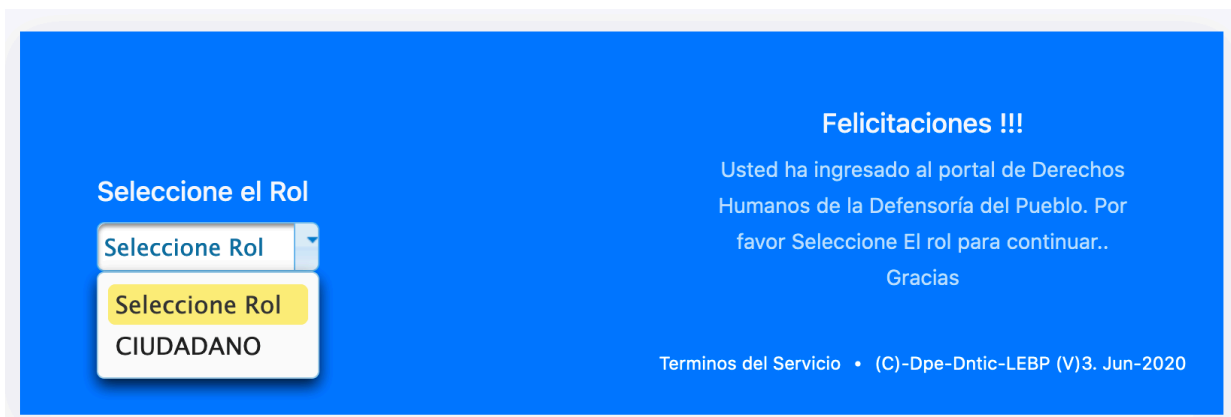 Seleccione el Rol
Seleccione Rol
Seleccione Rol
CIUDADANO
Felicitaciones !!!
Usted ha ingresado al portal de Derechos
Humanos de la Defensoría del Pueblo. Por
favor Seleccione El rol para continuar..
Gracias
Terminos del Servicio • (C)-Dpe-Dntic-LEBP (V)3. Jun-2020